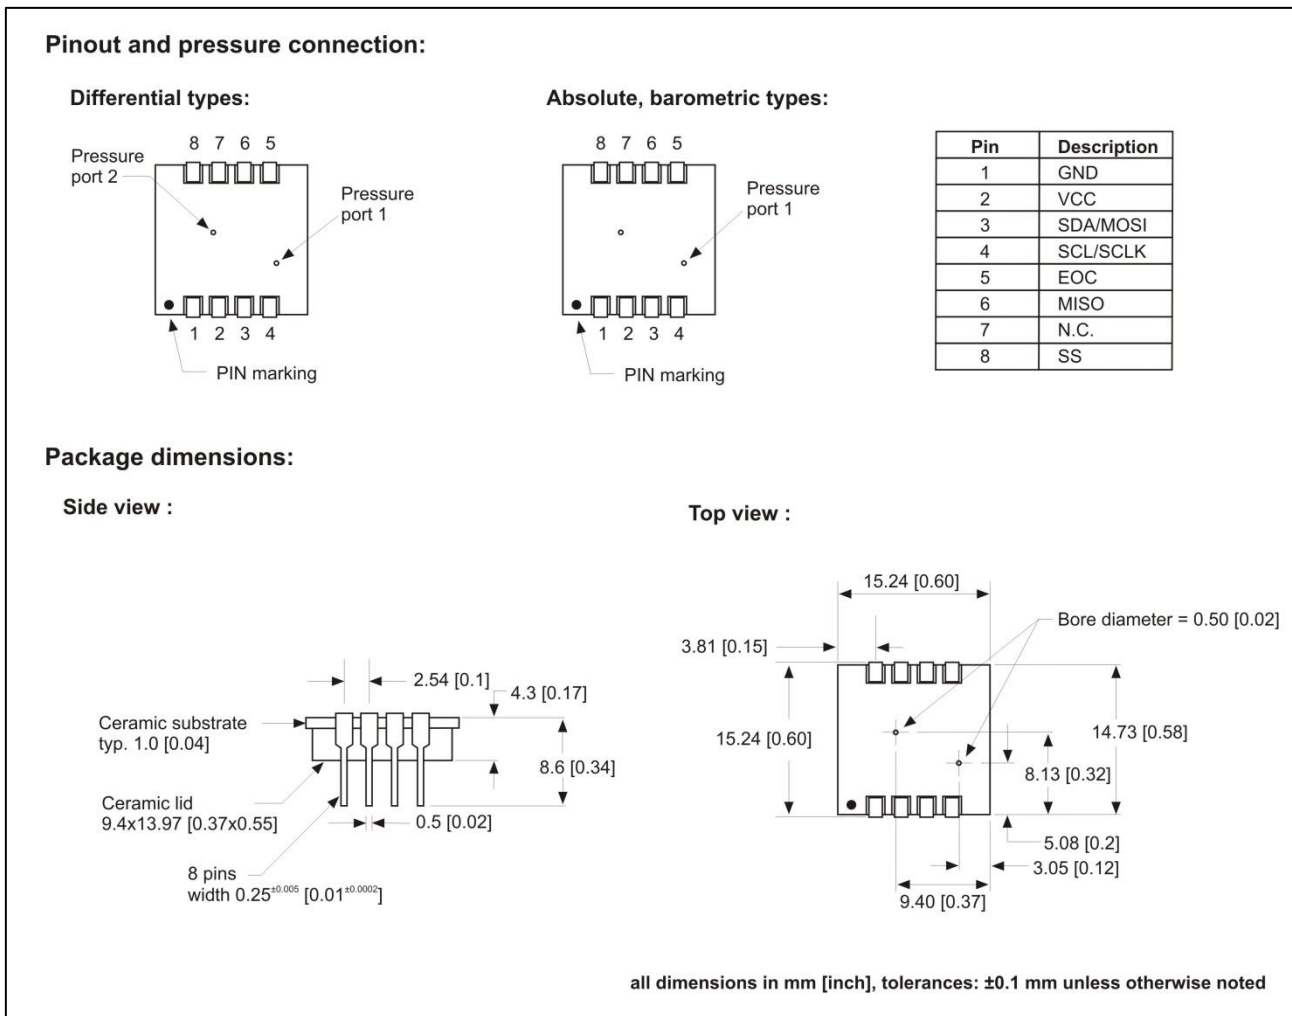 Pinout and pressure connection:
Differential types:
8 7 6 5
Pressure
port 2
Pressure
port 1
1 2 3 4
PIN marking
Absolute, barometric types:
8 7 6 5
Pressure
port 1
1 2 3 4
PIN marking
Pin Description
1 GND
2 VCC
3 SDA/MOSI
4 SCL/SCLK
5 EOC
6 MISO
7 N.C.
8 SS
Package dimensions:
Side view :
2.54 [0.1]
4.3 [0.17]
Ceramic substrate
typ. 1.0 [0.04]
8.6 [0.34]
Ceramic lid
9.4x13.97 [0.37x0.55]
0.5 [0.02]
8 pins
width 0.25±0.005 [0.01±0.0002]
Top view :
15.24 [0.60]
Bore diameter = 0.50 [0.02]
3.81 [0.15]
15.24 [0.60]
14.73 [0.58]
8.13 [0.32]
5.08 [0.2]
3.05 [0.12]
9.40 [0.37]
all dimensions in mm [inch], tolerances: ±0.1 mm unless otherwise noted